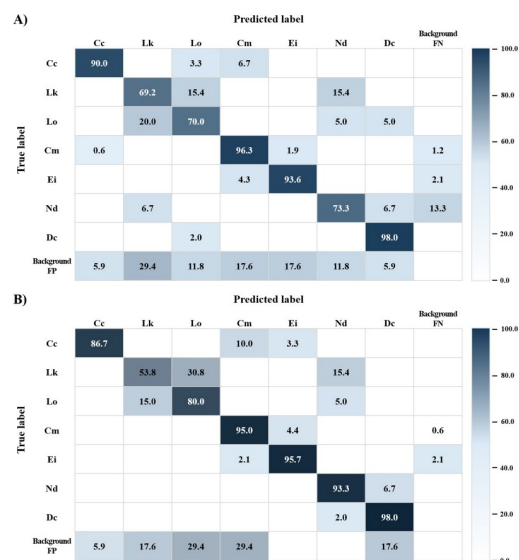 A)
Predicted label
Cc Lk Lo Cm Ei Nd Dc Background FN
Cc 90.0 3.3 6.7
Lk 69.2 15.4 15.4
Lo 20.0 70.0 5.0 5.0
Cm 0.6 96.3 1.9 1.2
Ei 4.3 93.6 2.1
Nd 6.7 73.3 6.7 13.3
Dc 2.0 98.0
Background FP 5.9 29.4 11.8 17.6 17.6 11.8 5.9
True label
100.0
80.0
60.0
40.0
20.0
0.0
B)
Predicted label
Cc Lk Lo Cm Ei Nd Dc Background FN
Cc 86.7 10.0 3.3
Lk 53.8 30.8 15.4
Lo 15.0 80.0 5.0
Cm 95.0 4.4 0.6
Ei 2.1 95.7 2.1
Nd 93.3 6.7
Dc 2.0 98.0
Background FP 5.9 17.6 29.4 29.4 17.6
True label
100.0
80.0
60.0
40.0
20.0
0.0